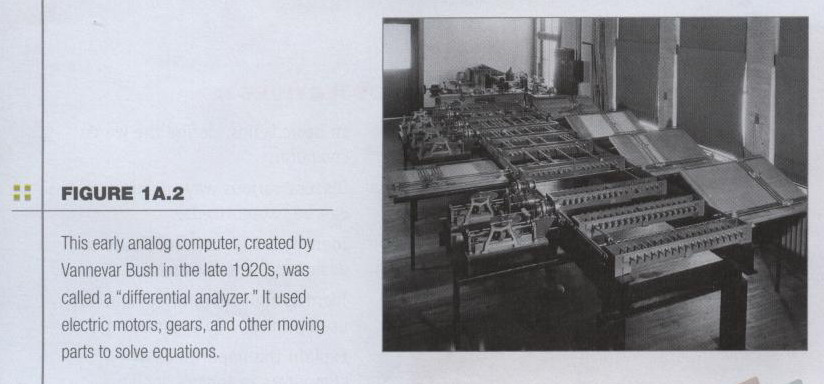 FIGURE 1A.2
This early analog computer, created by
Vannevar Bush in the late 1920s, was
called a “differential analyzer.” It used
electric motors, gears, and other moving
parts to solve equations.